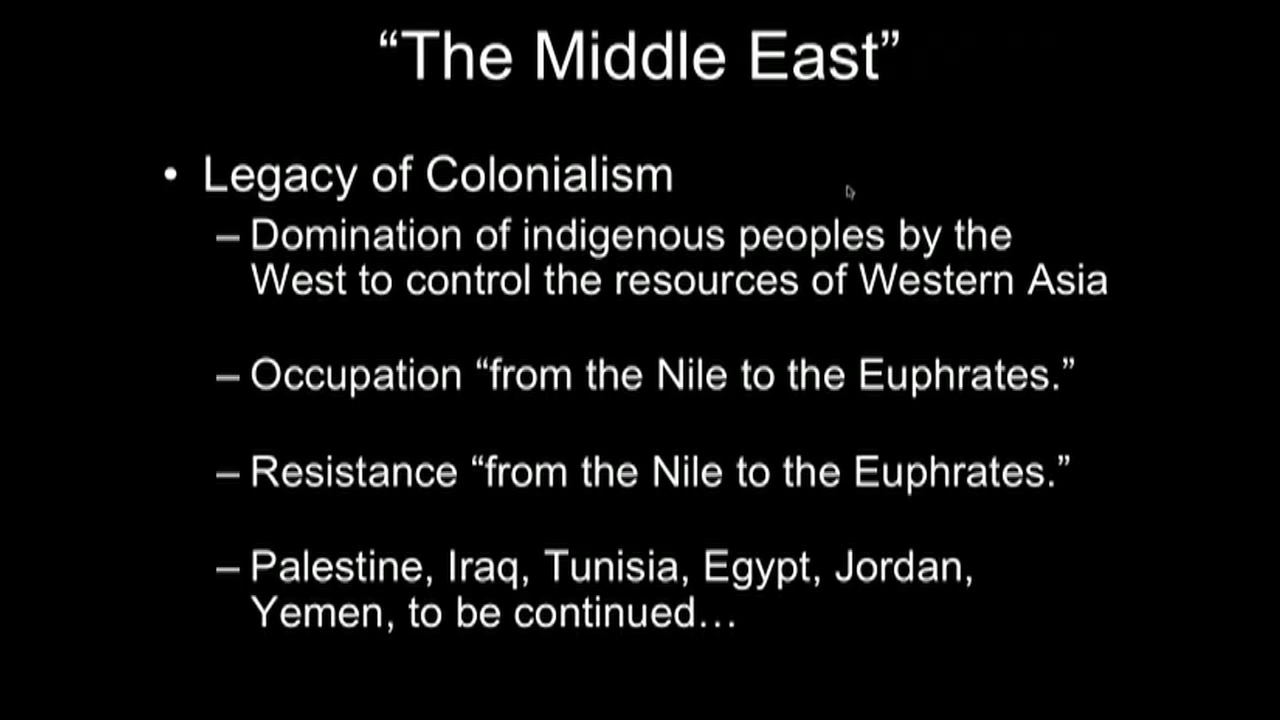 “The Middle East”
• Legacy of Colonialism
– Domination of indigenous peoples by the
West to control the resources of Western Asia
– Occupation “from the Nile to the Euphrates.”
– Resistance “from the Nile to the Euphrates.”
– Palestine, Iraq, Tunisia, Egypt, Jordan,
Yemen, to be continued…